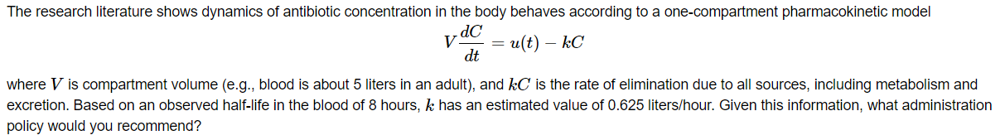 The research literature shows dynamics of antibiotic concentration in the body behaves according to a one-compartment pharmacokinetic model
V dC/dt = u(t) − kC
where V is compartment volume (e.g., blood is about 5 liters in an adult), and kC is the rate of elimination due to all sources, including metabolism and
excretion. Based on an observed half-life in the blood of 8 hours, k has an estimated value of 0.625 liters/hour. Given this information, what administration
policy would you recommend?